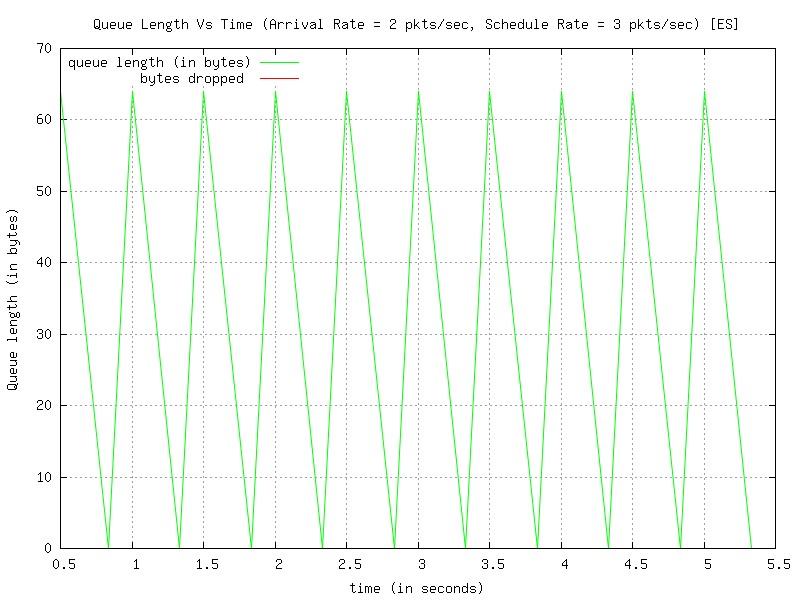 Queue Length Vs Time (Arrival Rate = 2 pkts/sec, Schedule Rate = 3 pkts/sec) [ES]
queue length (in bytes)
bytes dropped
70
60
50
40
30
20
10
0
Queue length (in bytes)
0.5 1 1.5 2 2.5 3 3.5 4 4.5 5 5.5
time (in seconds)